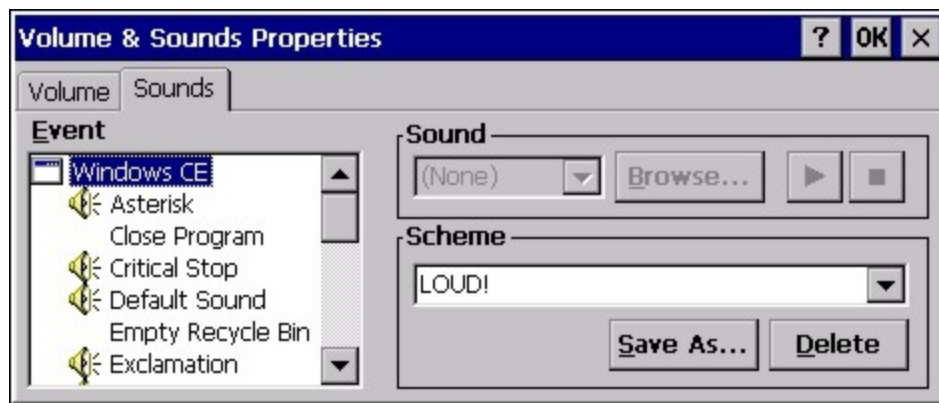 Volume & Sounds Properties ? OK ×
Volume Sounds
Event
Windows CE
Asterisk
Close Program
Critical Stop
Default Sound
Empty Recycle Bin
Exclamation
Sound
(None) Browse...
Scheme
LOUD!
Save As... Delete